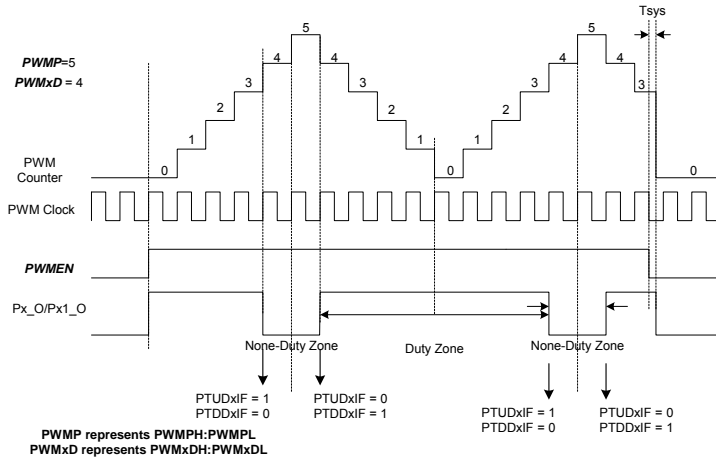 Tsys
5 5
PWMP=5 4 4 4 4
PWMxD = 4 3 3 3 3
2 2 2
1 1 1
PWM Counter 0 0 0
PWM Clock
PWMEN
Px_O/Px1_O
None-Duty Zone Duty Zone None-Duty Zone
PTUDxIF = 1 PTUDxIF = 0 PTUDxIF = 1 PTUDxIF = 0
PTDDxIF = 0 PTDDxIF = 1 PTDDxIF = 0 PTDDxIF = 1
PWMP represents PWMPH:PWMPL
PWMxD represents PWMxDH:PWMxDL